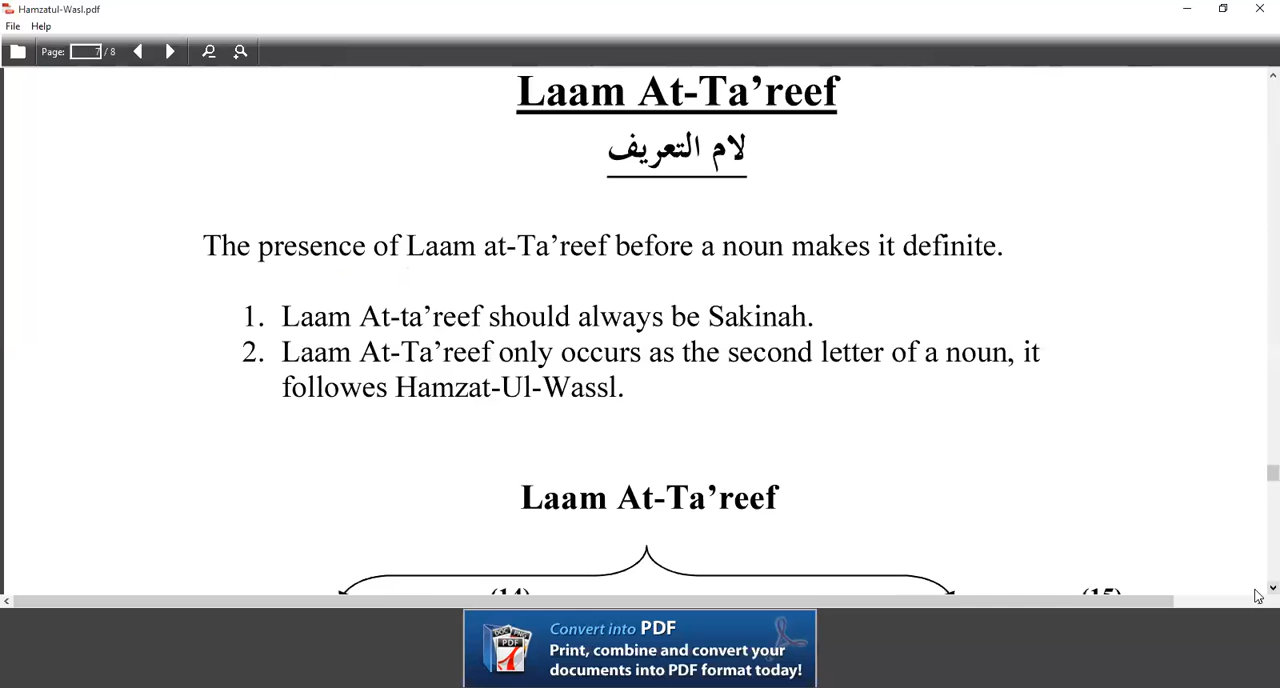 Hamzatul-Wasl.pdf
File Help
Page: 7 / 8
Laam At-Ta’reef
لام التعريف
The presence of Laam at-Ta’reef before a noun makes it definite.
1. Laam At-ta’reef should always be Sakinah.
2. Laam At-Ta’reef only occurs as the second letter of a noun, it
followes Hamzat-Ul-Wassl.
Laam At-Ta’reef
(14) (15)
Convert into PDF
Print, combine and convert your
documents into PDF format today!